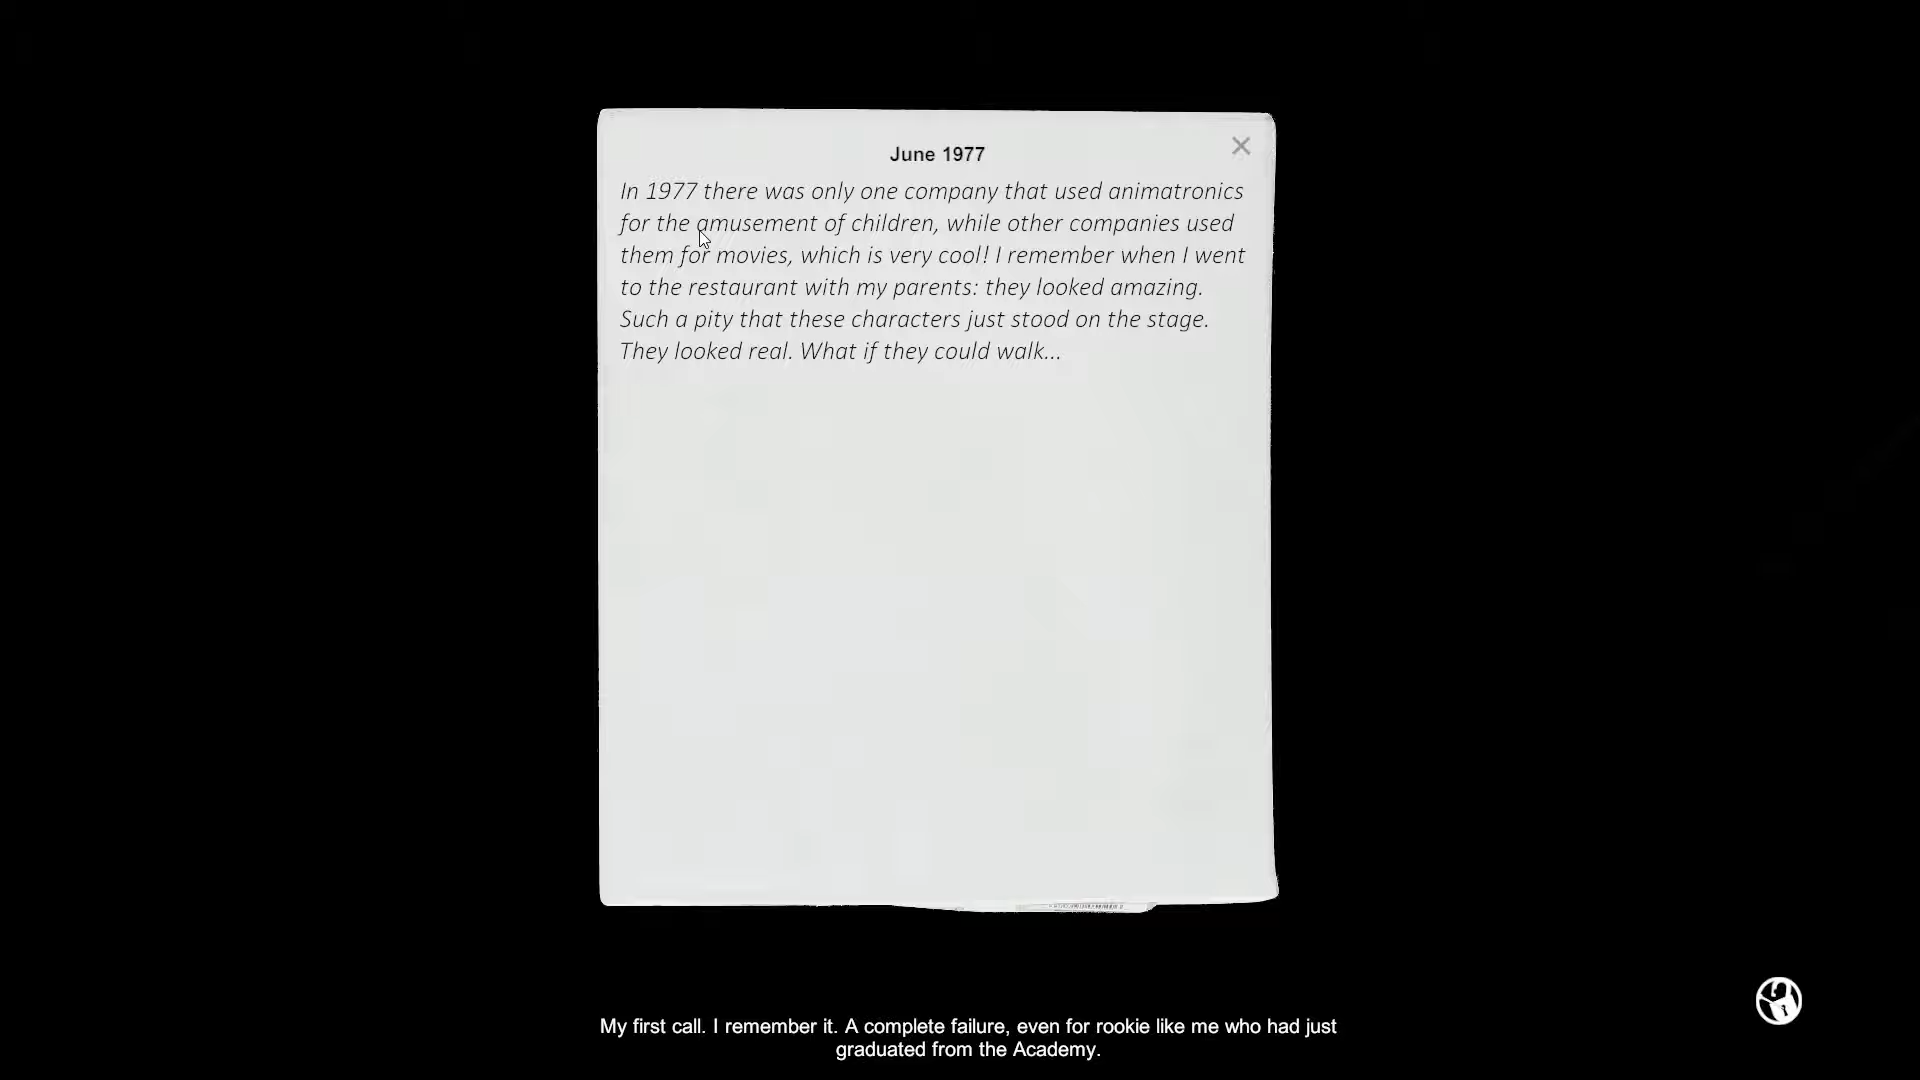 June 1977
In 1977 there was only one company that used animatronics
for the amusement of children, while other companies used
them for movies, which is very cool! I remember when I went
to the restaurant with my parents: they looked amazing.
Such a pity that these characters just stood on the stage.
They looked real. What if they could walk...
My first call. I remember it. A complete failure, even for rookie like me who had just
graduated from the Academy.